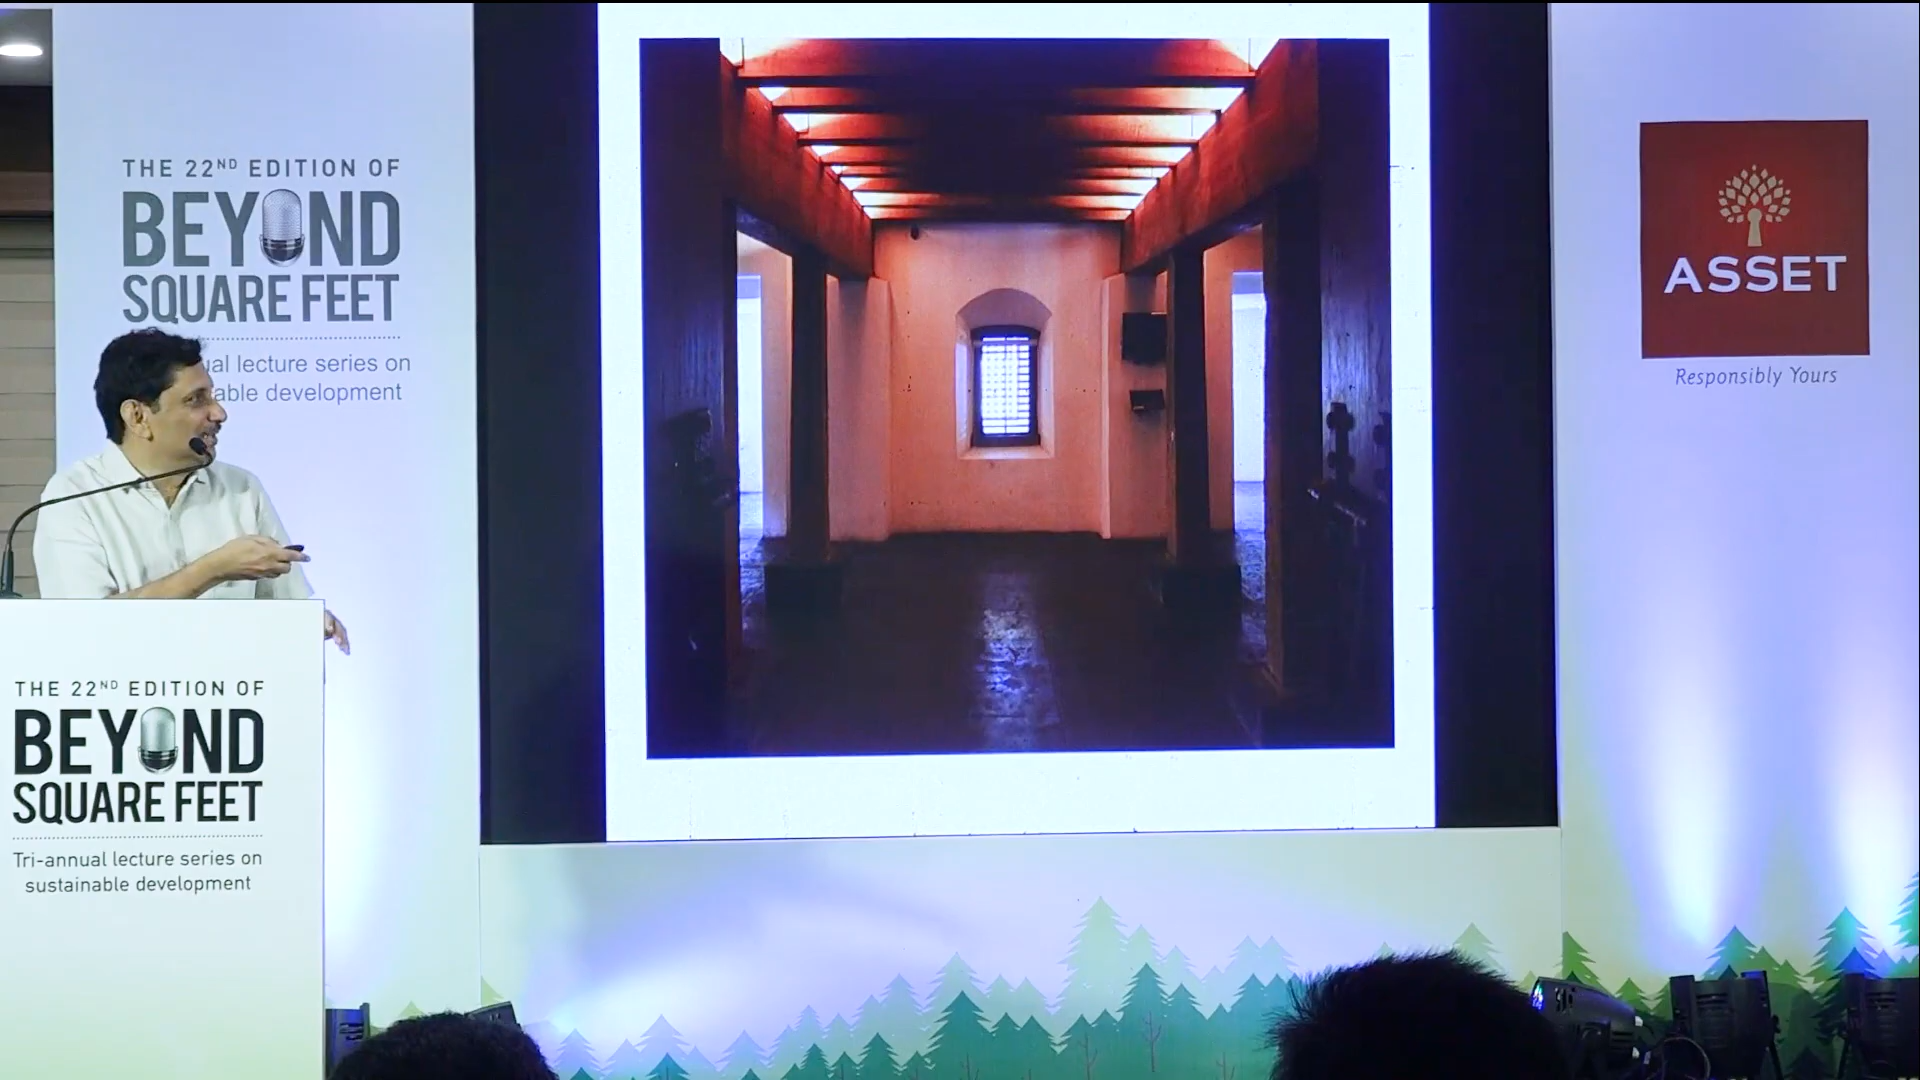 THE 22ND EDITION OF
BEYOND
SQUARE FEET
ual lecture series on
able development
ASSET
Responsibly Yours
THE 22ND EDITION OF
BEYOND
SQUARE FEET
Tri-annual lecture series on
sustainable development